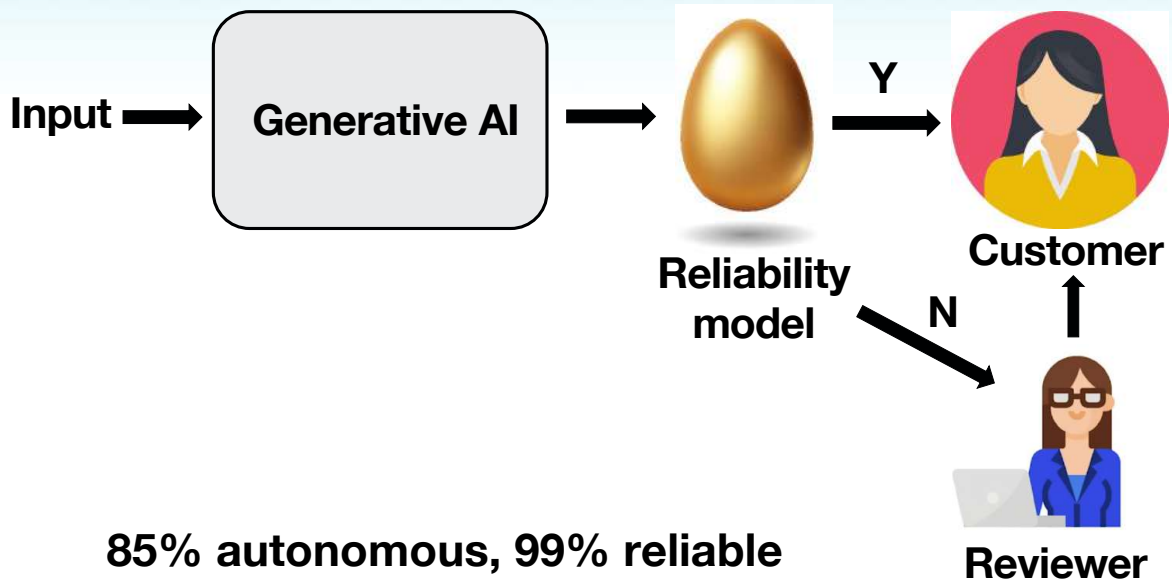 Input
Generative AI
Y
Reliability
model
Customer
N
85% autonomous, 99% reliable
Reviewer